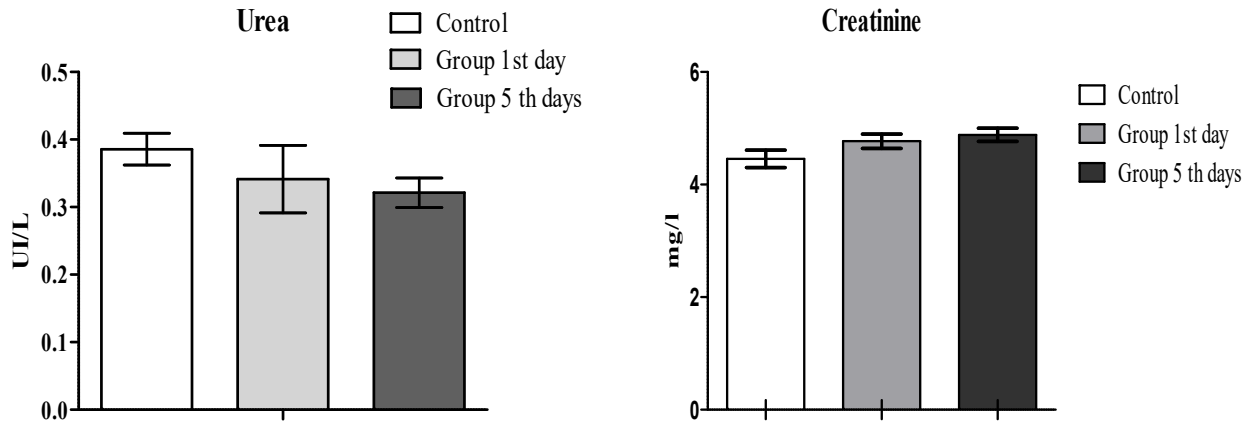 Urea
Control
Group 1st day
Group 5 th days
0.5
0.4
0.3
0.2
0.1
0.0
UI/L
Creatinine
Control
Group 1st day
Group 5 th days
6
4
2
0
mg/l